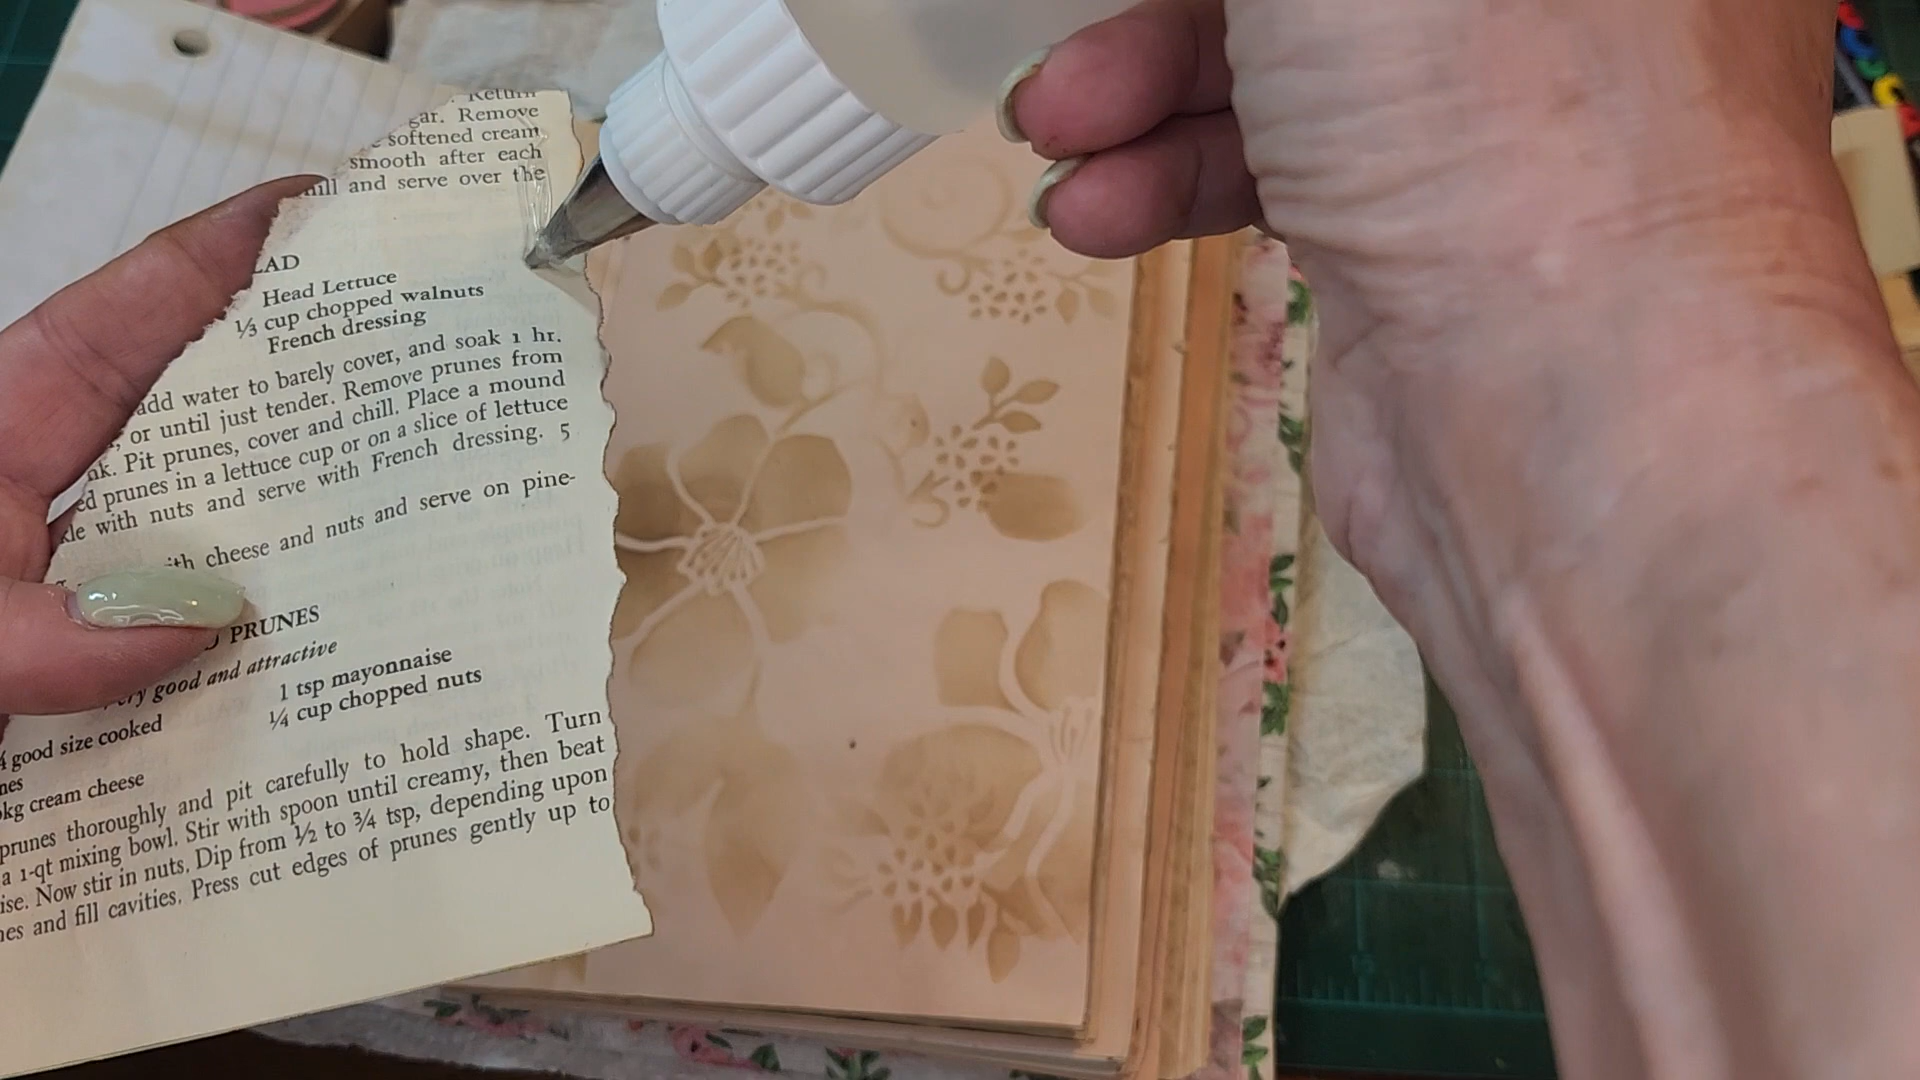 Return
gar. Remove
softened cream
smooth after each
and serve over the
LAD
Head Lettuce
⅓ cup chopped walnuts
French dressing
add water to barely cover, and soak 1 hr.
, or until just tender. Remove prunes from
nk. Pit prunes, cover and chill. Place a mound
ed prunes in a lettuce cup or on a slice of lettuce
kle with nuts and serve with French dressing. 5
ith cheese and nuts and serve on pine-
PRUNES
ery good and attractive
1 tsp mayonnaise
¼ cup chopped nuts
good size cooked
nes
pkg cream cheese
prunes thoroughly and pit carefully to hold shape. Turn
a 1-qt mixing bowl. Stir with spoon until creamy, then beat
ise. Now stir in nuts. Dip from ½ to ¾ tsp, depending upon
nes and fill cavities. Press cut edges of prunes gently up to